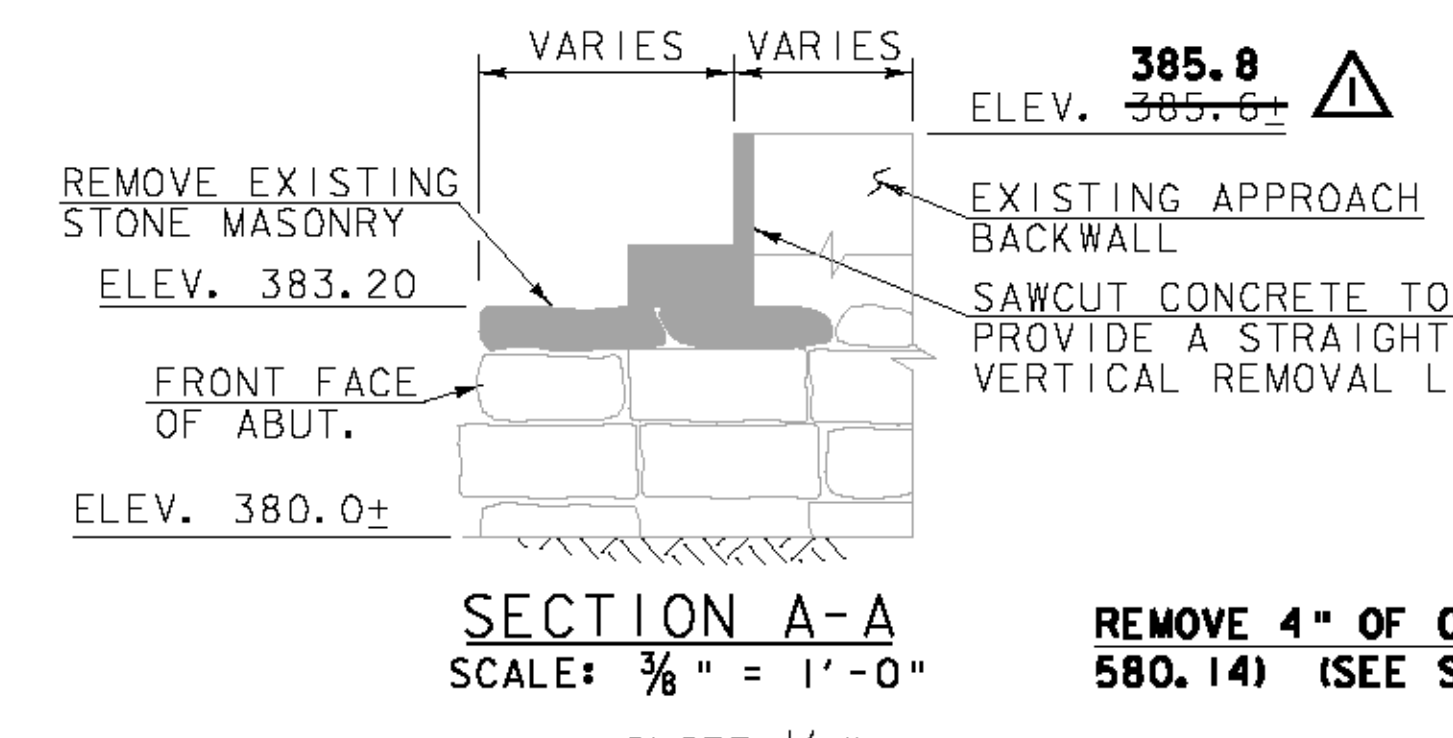 VARIES VARIES
385.8
ELEV. 385.6± 1
REMOVE EXISTING
STONE MASONRY
EXISTING APPROACH
BACKWALL
ELEV. 383.20
SAWCUT CONCRETE TO
PROVIDE A STRAIGHT
VERTICAL REMOVAL L
FRONT FACE
OF ABUT.
ELEV. 380.0±
SECTION A-A
SCALE: ⅜" = 1'-0"
REMOVE 4" OF
580.14) (SEE